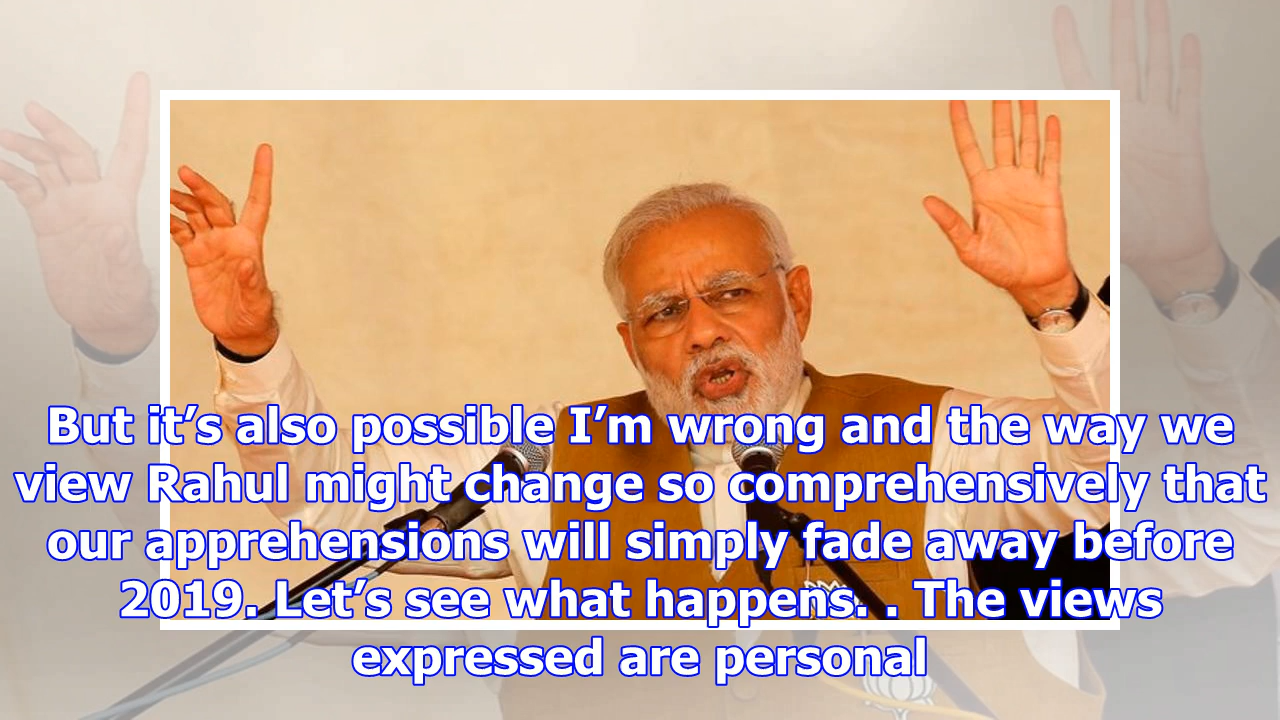 But it’s also possible I’m wrong and the way we
view Rahul might change so comprehensively that
our apprehensions will simply fade away before
2019. Let’s see what happens. . The views
expressed are personal